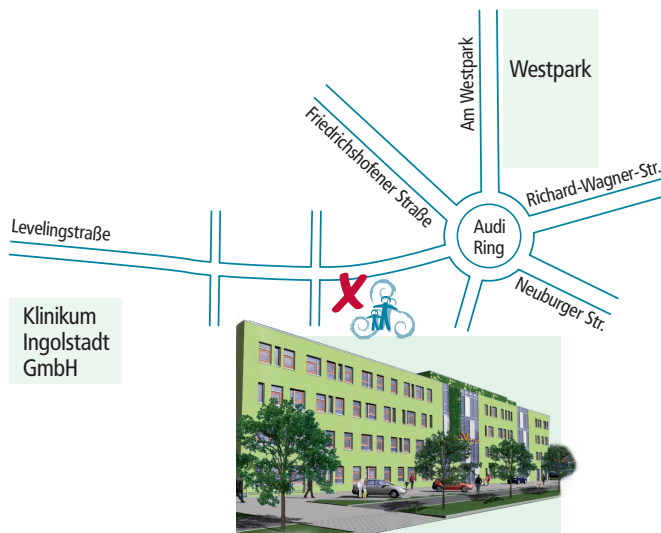 Westpark
Am Westpark
Friedrichshofener Straße
Richard-Wagner-Str.
Audi
Ring
Levelingstraße
Neuburger Str.
Klinikum
Ingolstadt
GmbH